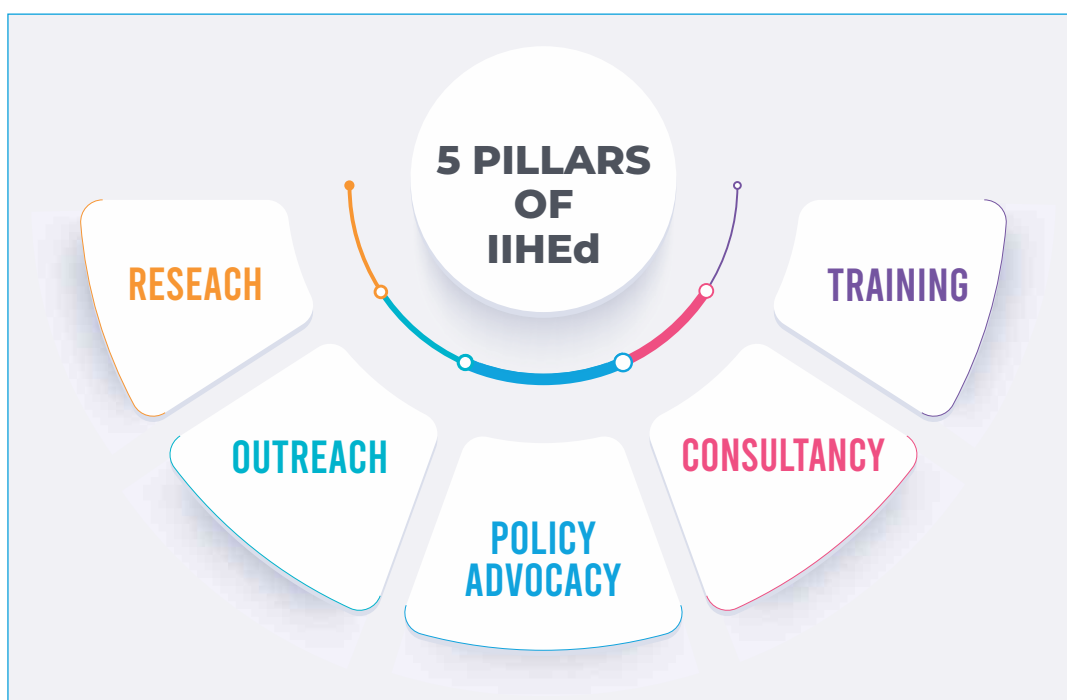 5 PILLARS
OF
IIHEd
RESEACH
OUTREACH
POLICY
ADVOCACY
CONSULTANCY
TRAINING